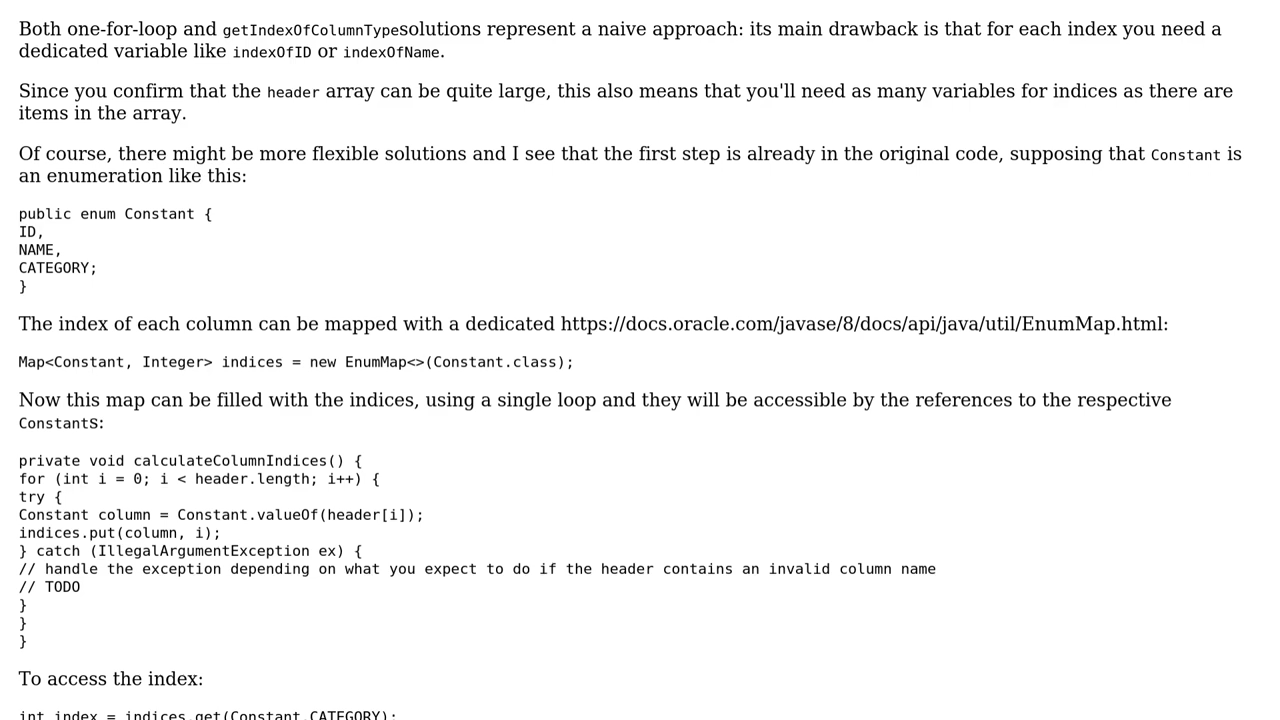 Both one-for-loop and getIndexOfColumnTypesolutions represent a naive approach: its main drawback is that for each index you need a
dedicated variable like indexOfID or indexOfName.
Since you confirm that the header array can be quite large, this also means that you'll need as many variables for indices as there are
items in the array.
Of course, there might be more flexible solutions and I see that the first step is already in the original code, supposing that Constant is
an enumeration like this:
public enum Constant {
ID,
NAME,
CATEGORY;
}
The index of each column can be mapped with a dedicated https://docs.oracle.com/javase/8/docs/api/java/util/EnumMap.html:
Map<Constant, Integer> indices = new EnumMap<>(Constant.class);
Now this map can be filled with the indices, using a single loop and they will be accessible by the references to the respective
Constants:
private void calculateColumnIndices() {
for (int i = 0; i < header.length; i++) {
try {
Constant column = Constant.valueOf(header[i]);
indices.put(column, i);
} catch (IllegalArgumentException ex) {
// handle the exception depending on what you expect to do if the header contains an invalid column name
// TODO
}
}
}
To access the index:
int index = indices.get(Constant.CATEGORY);